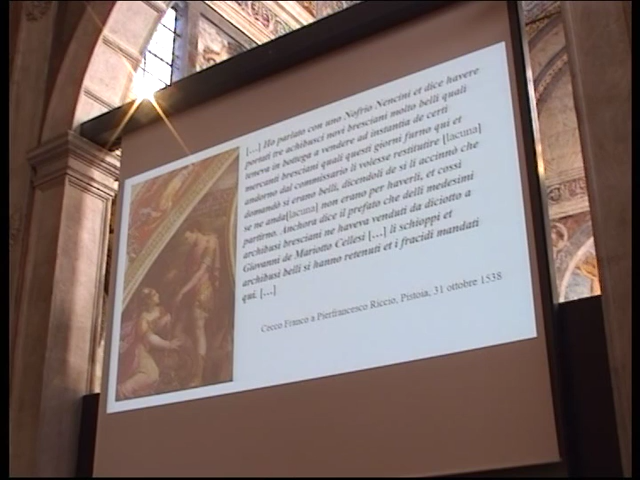 […] Ho parlato con uno Nofrio Nencini et dice havere
portati tre achibusci novi bresciani molto belli quali
teneva in bottega a vendere ad instantia de certi
mercanti bresciani quali questi giorni furno qui et
andorno dal commissario li volesse restituire [lacuna]
domandò si erano belli, dicendoli de si li accinnò che
se ne anda[lacuna] non erano per haverli, et cossì
partirno. Anchora dice il prefato che delli medesimi
archibusi bresciani ne haveva venduti da diciotto a
Giovanni de Mariotto Cellesi […] li schioppi et
archibusi belli si hanno retenuti et i fracidi mandati
qui. […]
Cecco Franco a Pierfrancesco Riccio, Pistoia, 31 ottobre 1538